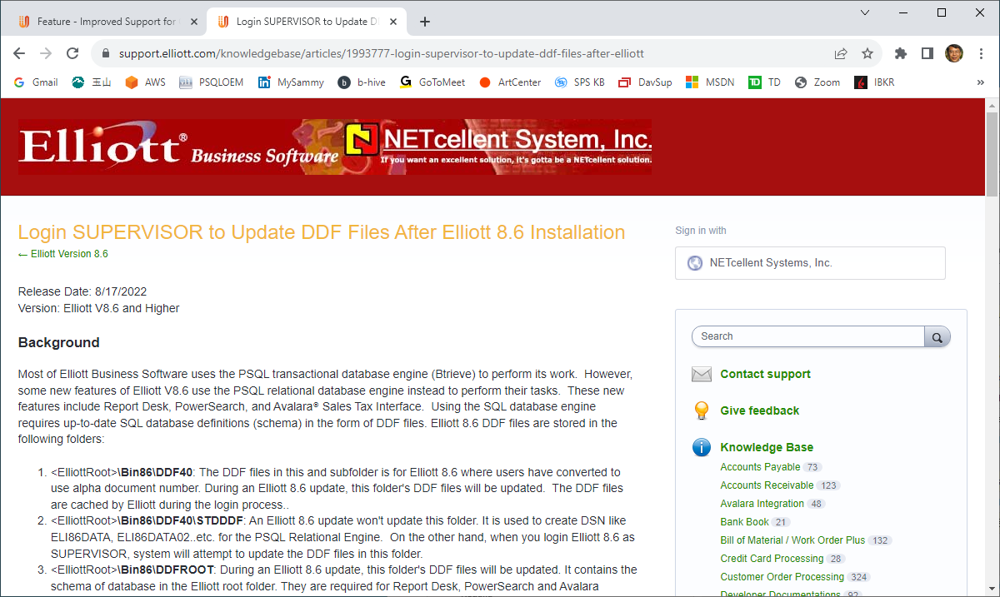 Feature - Improved Support for
Login SUPERVISOR to Update D
support.elliott.com/knowledgebase/articles/1993777-login-supervisor-to-update-ddf-files-after-elliott
Gmail 玉山 AWS PSQLOEM MySammy b-hive GoToMeet ArtCenter SPS KB DavSup MSDN TD Zoom IBKR »
Elliott® Business Software N NETcellent System, Inc.
If you want an excellent solution, it's gotta be a NETcellent solution.
Login SUPERVISOR to Update DDF Files After Elliott 8.6 Installation
← Elliott Version 8.6
Release Date: 8/17/2022
Version: Elliott V8.6 and Higher
Background
Most of Elliott Business Software uses the PSQL transactional database engine (Btrieve) to perform its work.  However,
some new features of Elliott V8.6 use the PSQL relational database engine instead to perform their tasks.  These new
features include Report Desk, PowerSearch, and Avalara® Sales Tax Interface.  Using the SQL database engine
requires up-to-date SQL database definitions (schema) in the form of DDF files. Elliott 8.6 DDF files are stored in the
following folders:
1. <ElliottRoot>\Bin86\DDF40: The DDF files in this and subfolder is for Elliott 8.6 where users have converted to
use alpha document number. During an Elliott 8.6 update, this folder's DDF files will be updated.  The DDF files
are cached by Elliott during the login process..
2. <ElliottRoot>\Bin86\DDF40\STDDDF: An Elliott 8.6 update won't update this folder. It is used to create DSN like
ELI86DATA, ELI86DATA02..etc. for the PSQL Relational Engine.  On the other hand, when you login Elliott 8.6 as
SUPERVISOR, system will attempt to update the DDF files in this folder.
3. <ElliottRoot>\Bin86\DDFROOT: During an Elliott 8.6 update, this folder's DDF files will be updated. It contains the
schema of database in the Elliott root folder. They are required for Report Desk, PowerSearch and Avalara
Sign in with
NETcellent Systems, Inc.
Search
Contact support
Give feedback
Knowledge Base
Accounts Payable 73
Accounts Receivable 123
Avalara Integration 48
Bank Book 21
Bill of Material / Work Order Plus 132
Credit Card Processing 28
Customer Order Processing 324
Developer Documentations 92